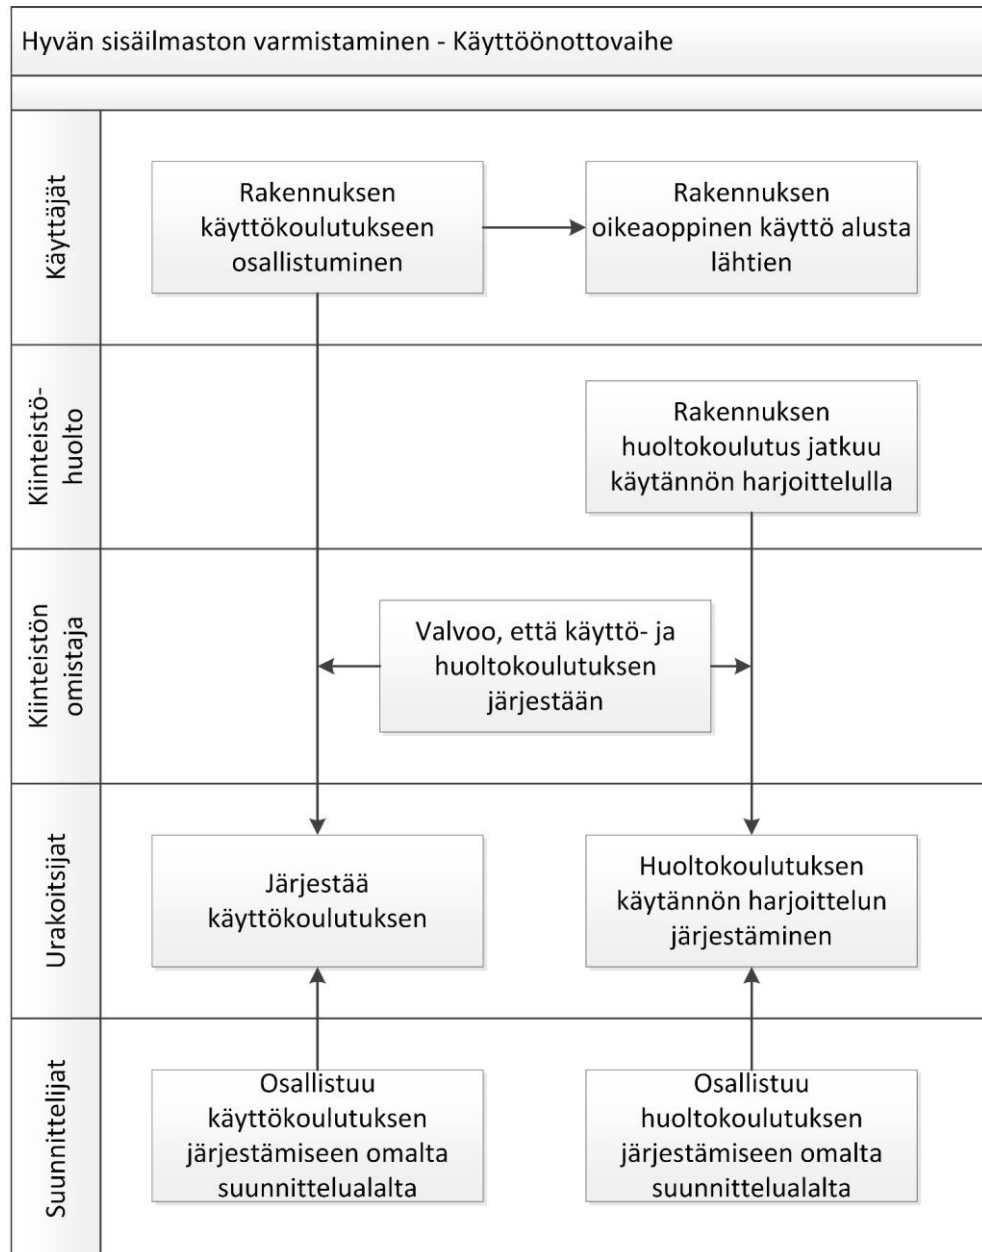 Hyvän sisäilmaston varmistaminen - Käyttöönottovaihe
Käyttäjät
Rakennuksen
käyttökoulutukseen
osallistuminen
Rakennuksen
oikeaoppinen käyttö alusta
lähtien
Kiinteistö-
huolto
Rakennuksen
huoltokoulutus jatkuu
käytännön harjoittelulla
Kiinteistön
omistaja
Valvoo, että käyttö- ja
huoltokoulutuksen
järjestään
Urakoitsijat
Järjestää
käyttökoulutuksen
Huoltokoulutuksen
käytännön harjoittelun
järjestäminen
Suunnittelijat
Osallistuu
käyttökoulutuksen
järjestämiseen omalta
suunnittelualalta
Osallistuu
huoltokoulutuksen
järjestämiseen omalta
suunnittelualalta